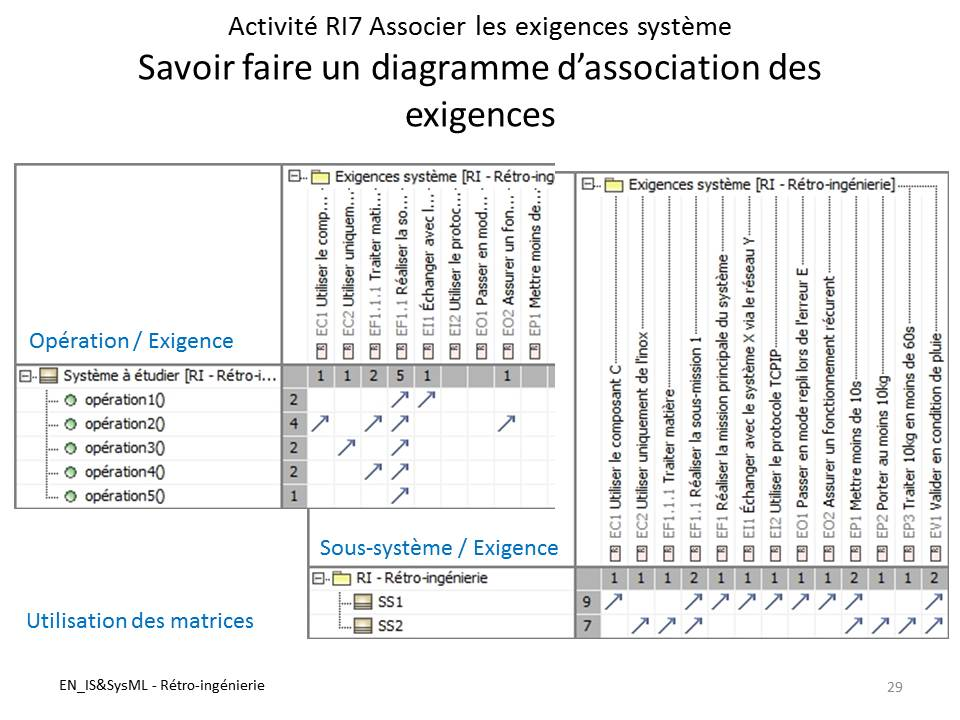 Activité RI7 Associer les exigences système
Savoir faire un diagramme d’association des
exigences
Exigences système [RI - Rétro-ing
EC1 Utiliser le comp...
EC2 Utiliser uniquem...
EF1.1.1 Traiter mati...
EF1.1 Réaliser la so...
EI1 Échanger avec l...
EI2 Utiliser le protoc...
EO1 Passer en mod...
EO2 Assurer un fon...
EP1 Mettre moins de...
Opération / Exigence
Système à étudier [RI - Rétro-i... 1 1 2 5 1 1
opération1() 2
opération2() 4
opération3() 2
opération4() 2
opération5() 1
Exigences système [RI - Rétro-ingénierie]
EC1 Utiliser le composant C
EC2 Utiliser uniquement de l'inox
EF1.1.1 Traiter matière
EF1.1 Réaliser la sous-mission 1
EF1 Réaliser la mission principale du système
EI1 Échanger avec le système X via le réseau Y
EI2 Utiliser le protocole TCPIP
EO1 Passer en mode repli lors de l'erreur E
EO2 Assurer un fonctionnement récurent
EP1 Mettre moins de 10s
EP2 Porter au moins 10kg
EP3 Traiter 10kg en moins de 60s
EV1 Valider en condition de pluie
Sous-système / Exigence
RI - Rétro-ingénierie 1 1 1 2 1 1 1 1 1 2 1 1 2
SS1 9
SS2 7
Utilisation des matrices
EN_IS&SysML - Rétro-ingénierie
29